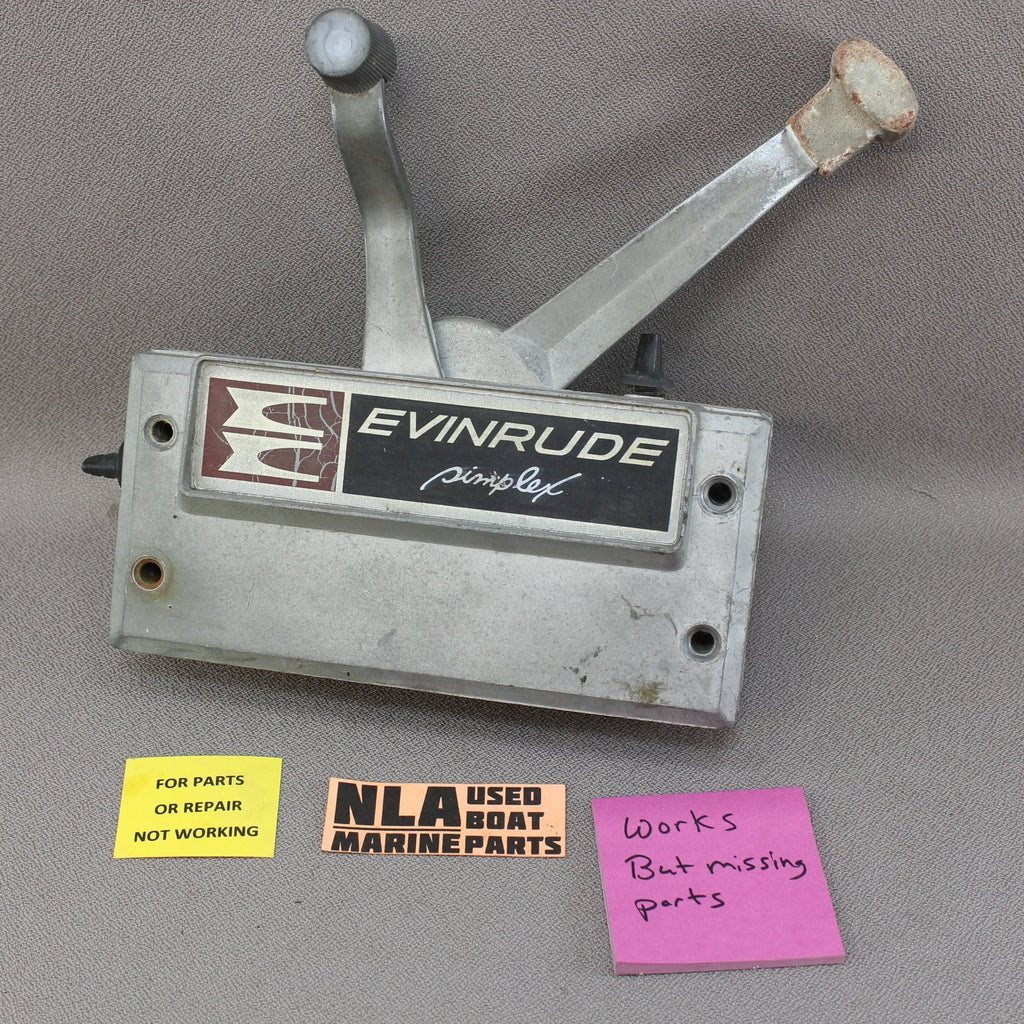 EVINRUDE
simplex
FOR PARTS
OR REPAIR
NOT WORKING
NLA USED
BOAT
MARINE PARTS
Works
But missing
parts